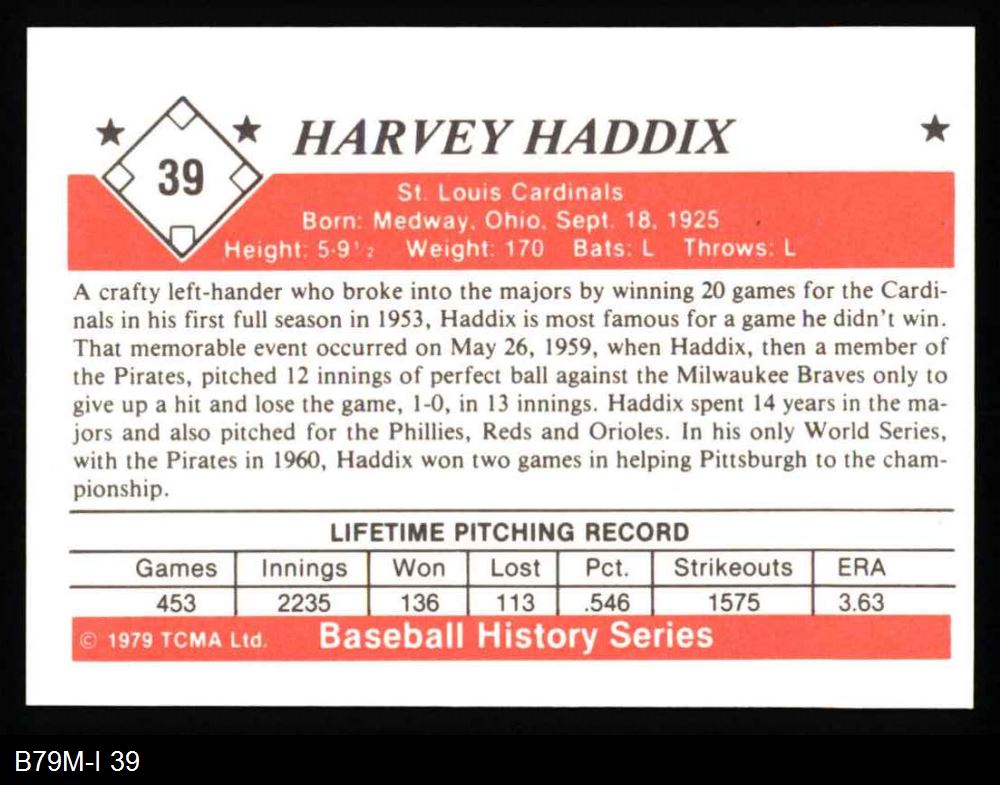 39
HARVEY HADDIX
St. Louis Cardinals
Born: Medway, Ohio, Sept. 18, 1925
Height: 5-9 1/2 Weight: 170 Bats: L Throws: L
A crafty left-hander who broke into the majors by winning 20 games for the Cardi-
nals in his first full season in 1953, Haddix is most famous for a game he didn't win.
That memorable event occurred on May 26, 1959, when Haddix, then a member of
the Pirates, pitched 12 innings of perfect ball against the Milwaukee Braves only to
give up a hit and lose the game, 1-0, in 13 innings. Haddix spent 14 years in the ma-
jors and also pitched for the Phillies, Reds and Orioles. In his only World Series,
with the Pirates in 1960, Haddix won two games in helping Pittsburgh to the cham-
pionship.
LIFETIME PITCHING RECORD
Games Innings Won Lost Pct. Strikeouts ERA
453 2235 136 113 .546 1575 3.63
© 1979 TCMA Ltd. Baseball History Series
B79M-I 39